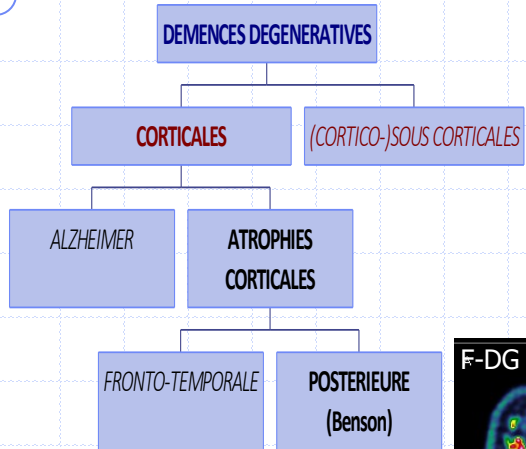 DEMENCES DEGENERATIVES
CORTICALES
(CORTICO-)SOUS CORTICALES
ALZHEIMER
ATROPHIES
CORTICALES
FRONTO-TEMPORALE
POSTERIEURE
(Benson)
F-DG